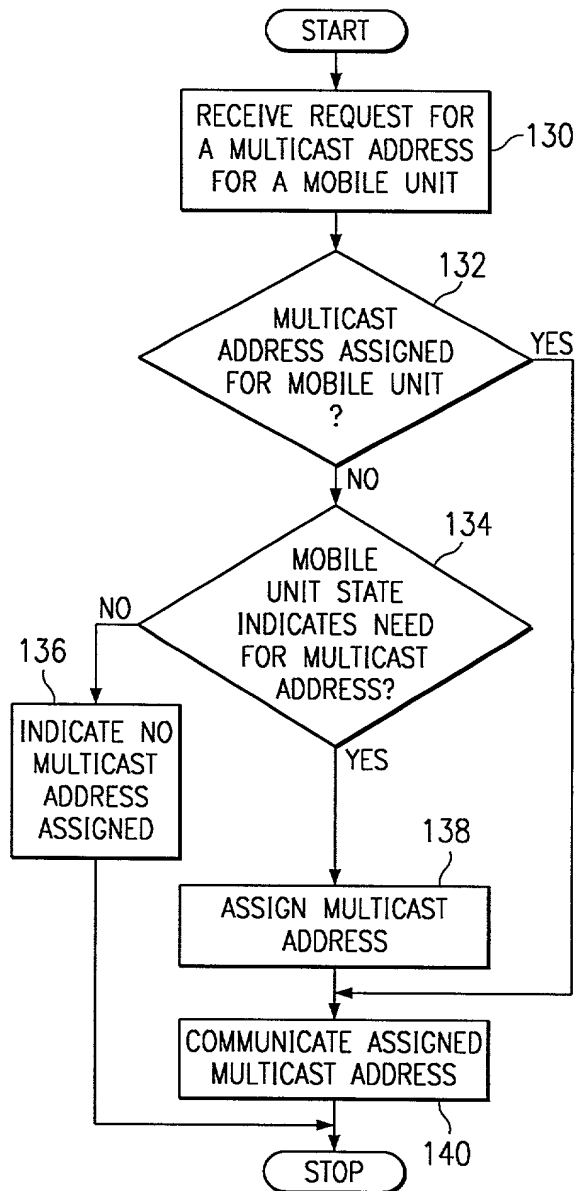 START
RECEIVE REQUEST FOR
A MULTICAST ADDRESS
FOR A MOBILE UNIT
130
132
MULTICAST
ADDRESS ASSIGNED
FOR MOBILE UNIT
?
YES
NO
134
MOBILE
UNIT STATE
INDICATES NEED
FOR MULTICAST
ADDRESS?
NO
136
INDICATE NO
MULTICAST
ADDRESS
ASSIGNED
YES
138
ASSIGN MULTICAST
ADDRESS
COMMUNICATE ASSIGNED
MULTICAST ADDRESS
140
STOP